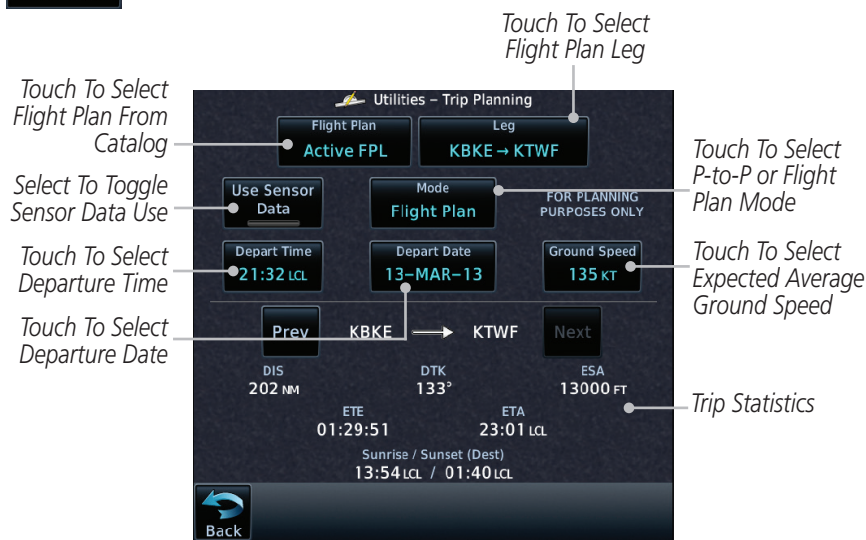 Touch To Select
Flight Plan Leg
Touch To Select
Flight Plan From
Catalog
Select To Toggle
Sensor Data Use
Touch To Select
Departure Time
Touch To Select
Departure Date
Utilities – Trip Planning
Flight Plan
Active FPL
Leg
KBKE → KTWF
Use Sensor
Data
Mode
Flight Plan
FOR PLANNING
PURPOSES ONLY
Depart Time
21:32 LCL
Depart Date
13–MAR–13
Ground Speed
135 KT
Prev KBKE → KTWF Next
DIS DTK ESA
202 NM 133° 13000 FT
ETE ETA
01:29:51 23:01 LCL
Sunrise / Sunset (Dest)
13:54 LCL / 01:40 LCL
Back
Touch To Select
P-to-P or Flight
Plan Mode
Touch To Select
Expected Average
Ground Speed
Trip Statistics